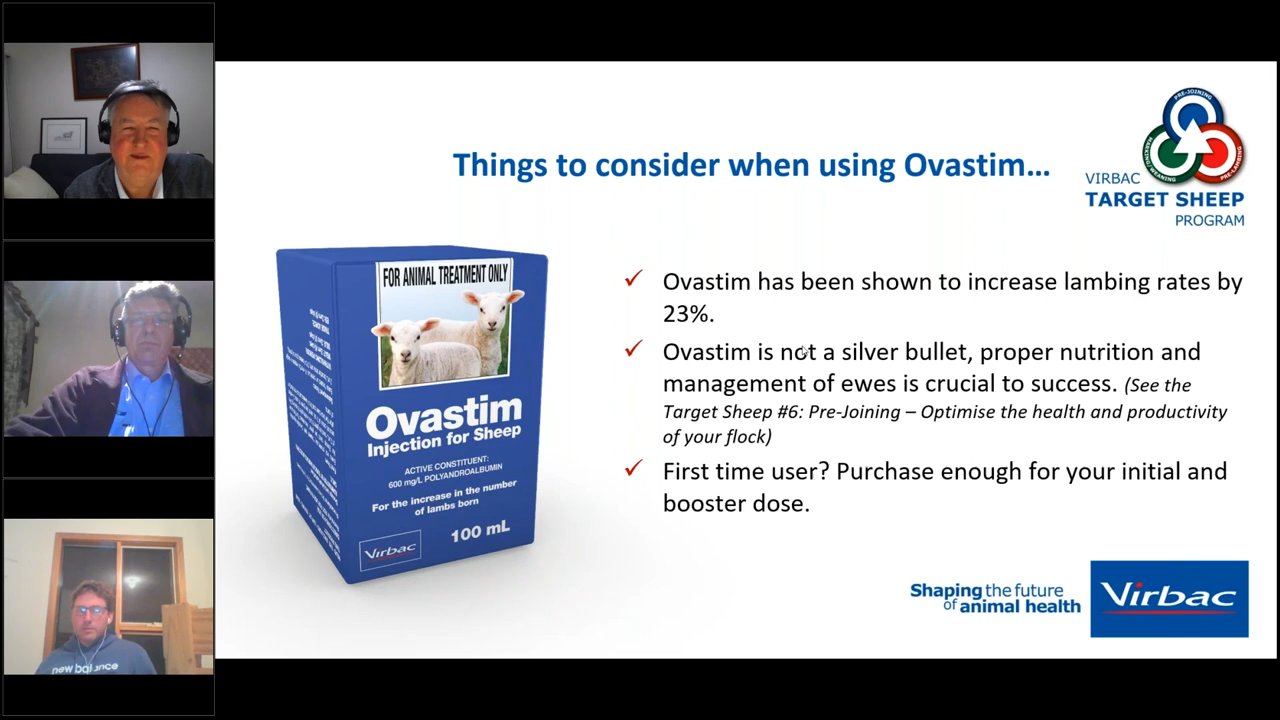 Things to consider when using Ovastim...
PRE-JOINING
MARKING/WEANING
PRE-LAMBING
VIRBAC
TARGET SHEEP
PROGRAM
FOR ANIMAL TREATMENT ONLY
Ovastim
Injection for Sheep
ACTIVE CONSTITUENT:
600 mg/L POLYANDROALBUMIN
For the increase in the number
of lambs born
100 mL
Virbac
✓ Ovastim has been shown to increase lambing rates by
23%.
✓ Ovastim is not a silver bullet, proper nutrition and
management of ewes is crucial to success. (See the
Target Sheep #6: Pre-Joining – Optimise the health and productivity
of your flock)
✓ First time user? Purchase enough for your initial and
booster dose.
Shaping the future
of animal health
Virbac
new balance